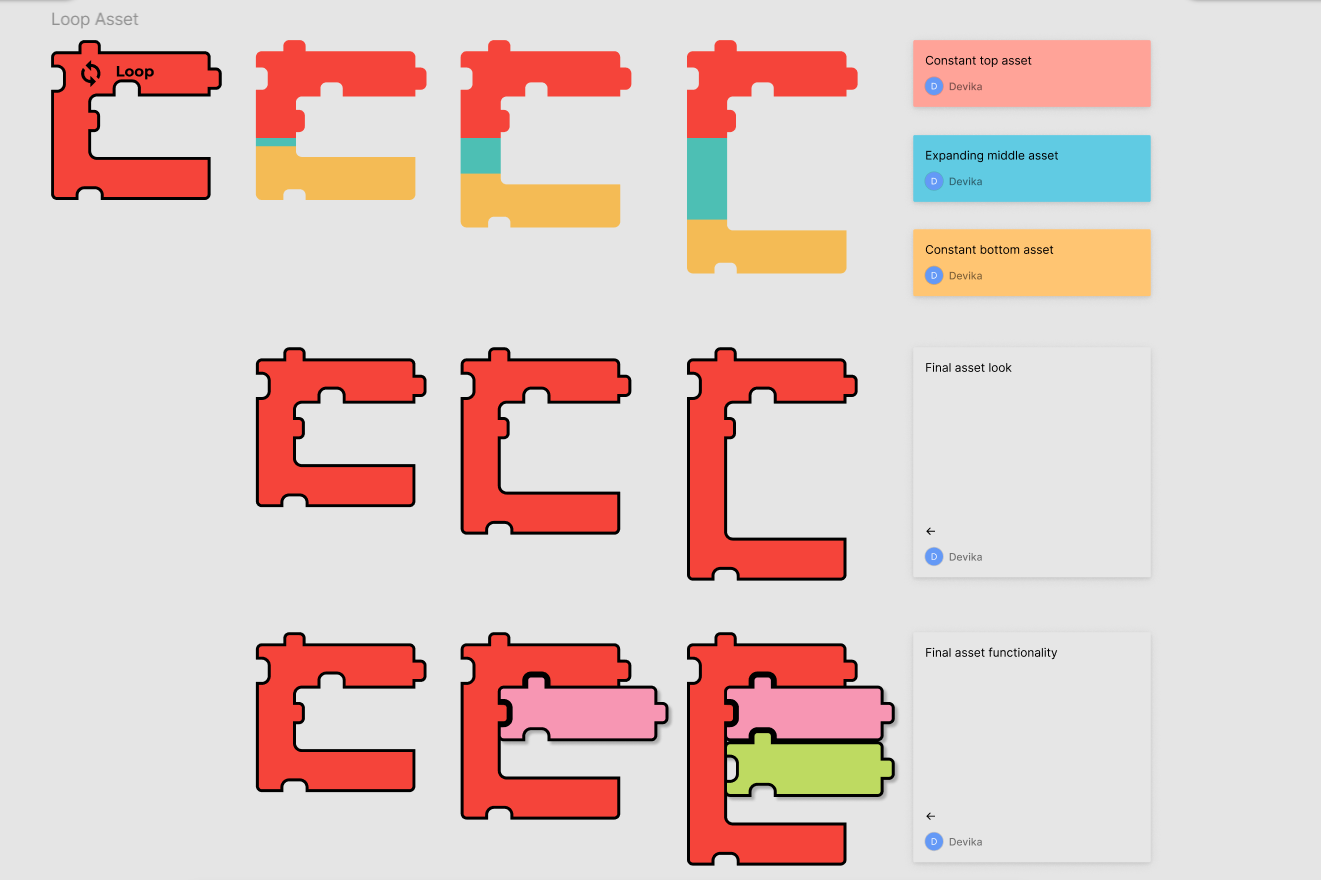 Loop Asset
Loop
Constant top asset
D Devika
Expanding middle asset
D Devika
Constant bottom asset
D Devika
Final asset look
←
D Devika
Final asset functionality
←
D Devika